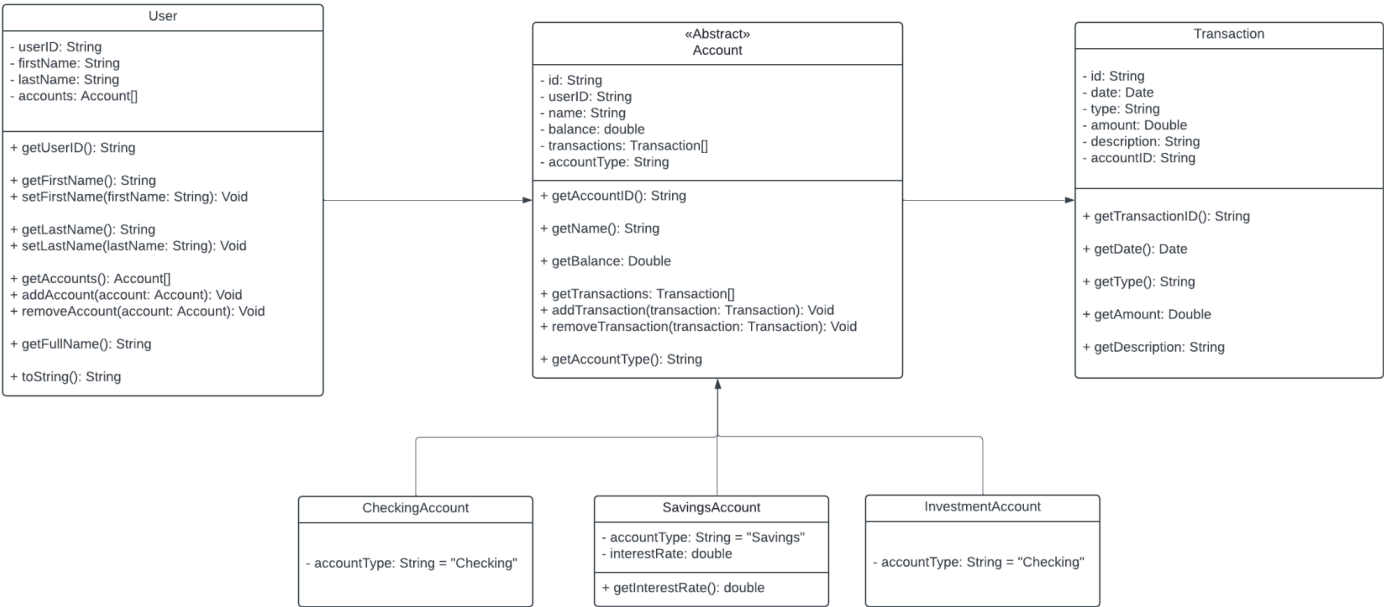 User
- userID: String
- firstName: String
- lastName: String
- accounts: Account[]
+ getUserID(): String
+ getFirstName(): String
+ setFirstName(firstName: String): Void
+ getLastName(): String
+ setLastName(lastName: String): Void
+ getAccounts(): Account[]
+ addAccount(account: Account): Void
+ removeAccount(account: Account): Void
+ getFullName(): String
+ toString(): String
«Abstract»
Account
- id: String
- userID: String
- name: String
- balance: double
- transactions: Transaction[]
- accountType: String
+ getAccountID(): String
+ getName(): String
+ getBalance: Double
+ getTransactions: Transaction[]
+ addTransaction(transaction: Transaction): Void
+ removeTransaction(transaction: Transaction): Void
+ getAccountType(): String
Transaction
- id: String
- date: Date
- type: String
- amount: Double
- description: String
- accountID: String
+ getTransactionID(): String
+ getDate(): Date
+ getType(): String
+ getAmount: Double
+ getDescription: String
CheckingAccount
- accountType: String = "Checking"
SavingsAccount
- accountType: String = "Savings"
- interestRate: double
+ getInterestRate(): double
InvestmentAccount
- accountType: String = "Checking"